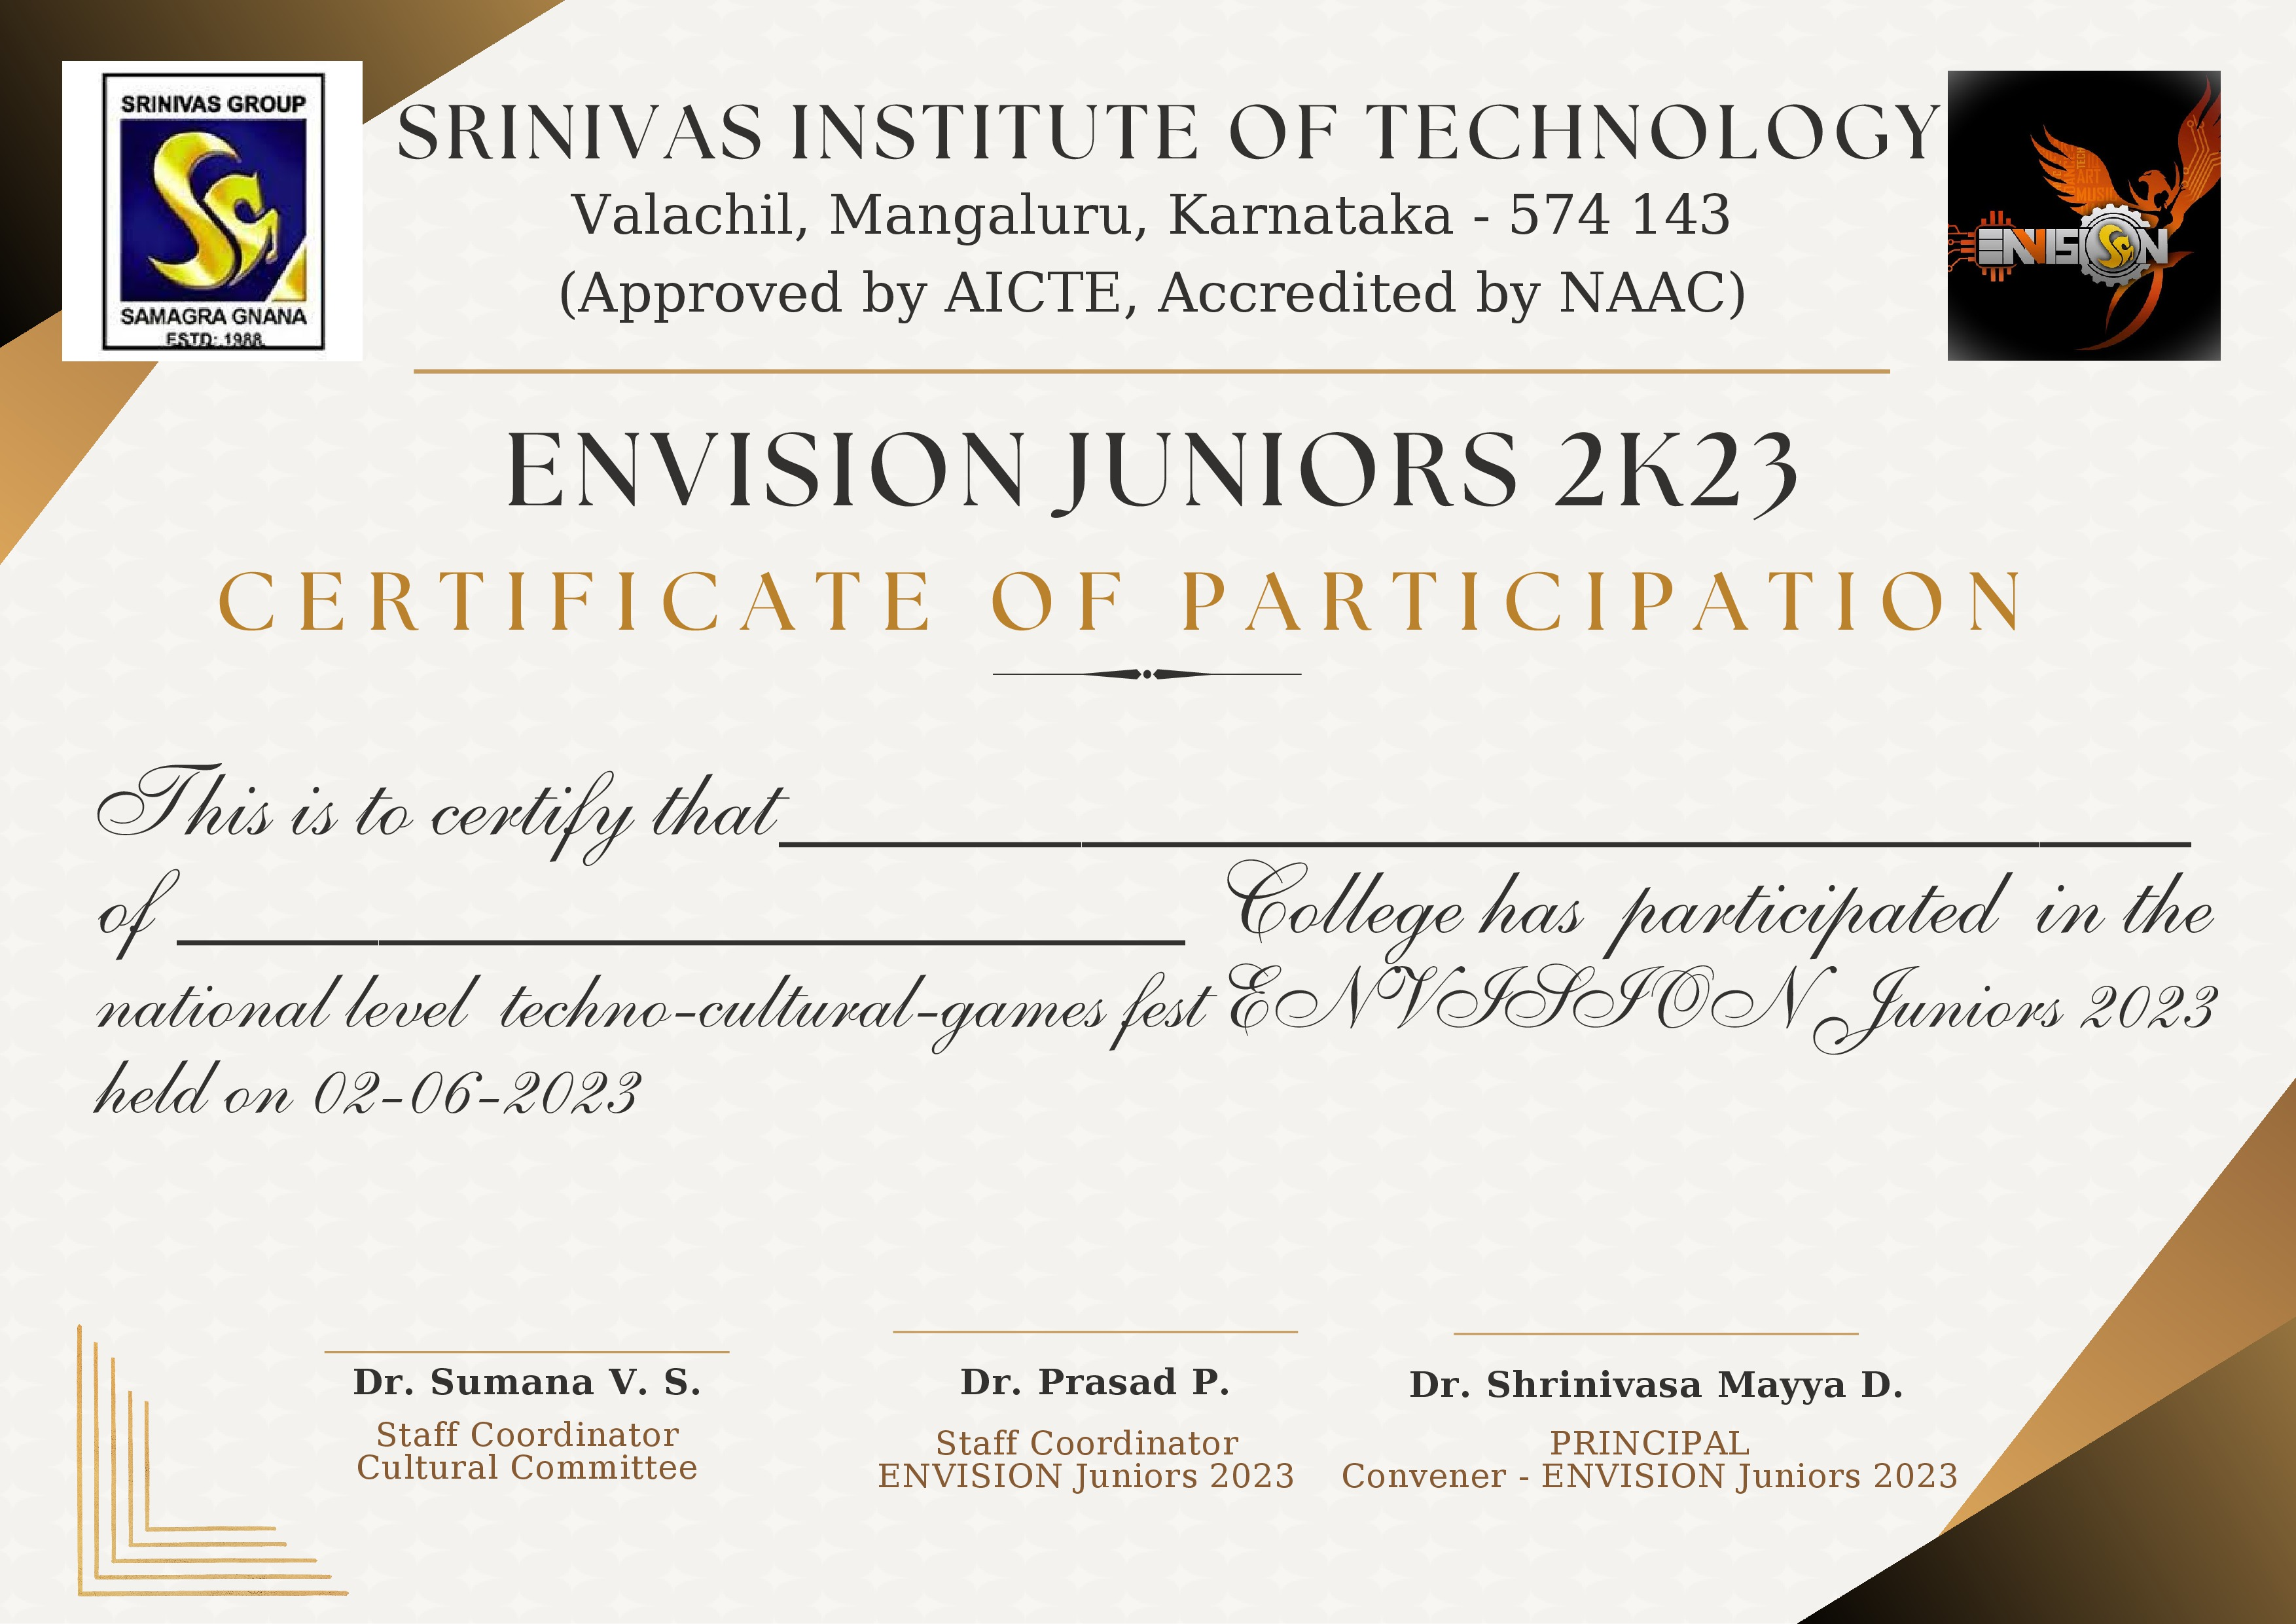 SRINIVAS GROUP
SAMAGRA GNANA
ESTD: 1988
SRINIVAS INSTITUTE OF TECHNOLOGY
Valachil, Mangaluru, Karnataka - 574 143
(Approved by AICTE, Accredited by NAAC)
TECH
ART
MUSIC
ENVISION
ENVISION JUNIORS 2K23
CERTIFICATE OF PARTICIPATION
This is to certify that
of College has participated in the
national level techno-cultural-games fest ENVISION Juniors 2023
held on 02-06-2023
Dr. Sumana V. S.
Staff Coordinator
Cultural Committee
Dr. Prasad P.
Staff Coordinator
ENVISION Juniors 2023
Dr. Shrinivasa Mayya D.
PRINCIPAL
Convener - ENVISION Juniors 2023